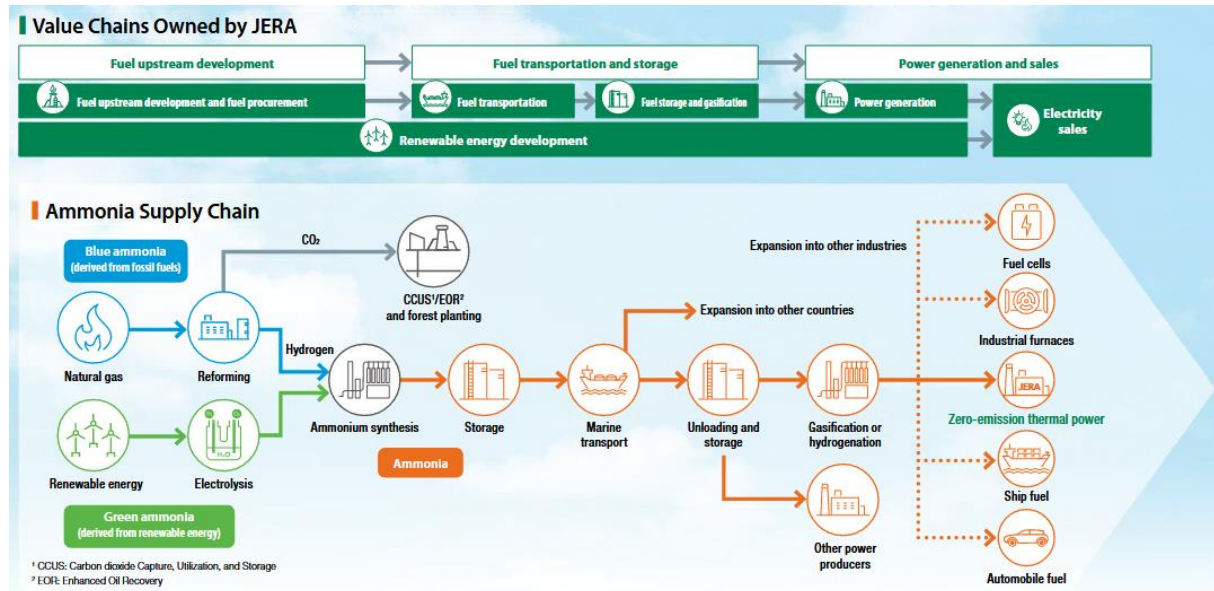 Value Chains Owned by JERA
Fuel upstream development
Fuel transportation and storage
Power generation and sales
Fuel upstream development and fuel procurement
Fuel transportation
Fuel storage and gasification
Power generation
Electricity
sales
Renewable energy development
Ammonia Supply Chain
Blue ammonia
(derived from fossil fuels)
CO₂
CCUS¹/EOR²
and forest planting
Natural gas
Reforming
Hydrogen
Expansion into other countries
Expansion into other industries
Fuel cells
Industrial furnaces
Ammonium synthesis
Storage
Marine
transport
Unloading and
storage
Gasification or
hydrogenation
JERA
Zero-emission thermal power
Ammonia
Renewable energy
H₂O
Electrolysis
Green ammonia
(derived from renewable energy)
Other power
producers
Ship fuel
Automobile fuel
¹ CCUS: Carbon dioxide Capture, Utilization, and Storage
² EOR: Enhanced Oil Recovery